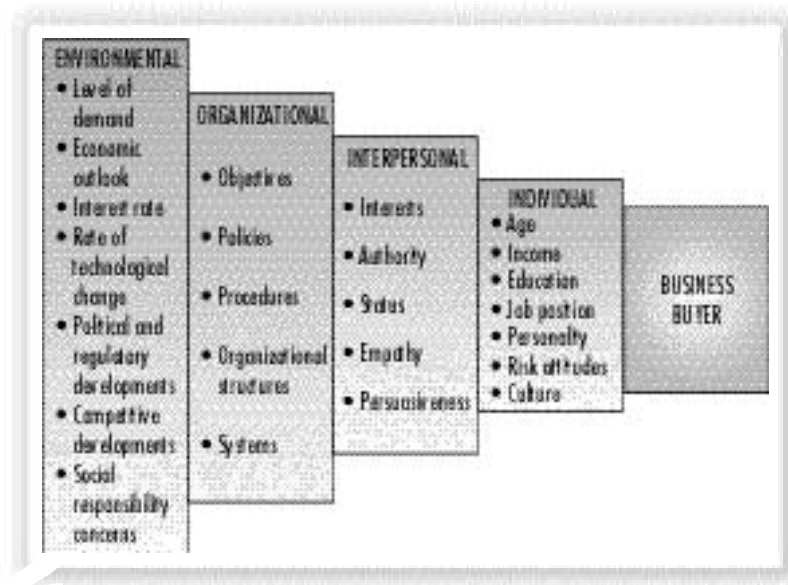 ENVIRONMENTAL
• Level of
demand
• Economic
outlook
• Interest rate
• Rate of
technological
change
• Political and
regulatory
developments
• Competitive
developments
• Social
responsibility
concerns
ORGANIZATIONAL
• Objectives
• Policies
• Procedures
• Organizational
structures
• Systems
INTERPERSONAL
• Interests
• Authority
• Status
• Empathy
• Persuasiveness
INDIVIDUAL
• Age
• Income
• Education
• Job position
• Personality
• Risk attitudes
• Culture
BUSINESS
BUYER